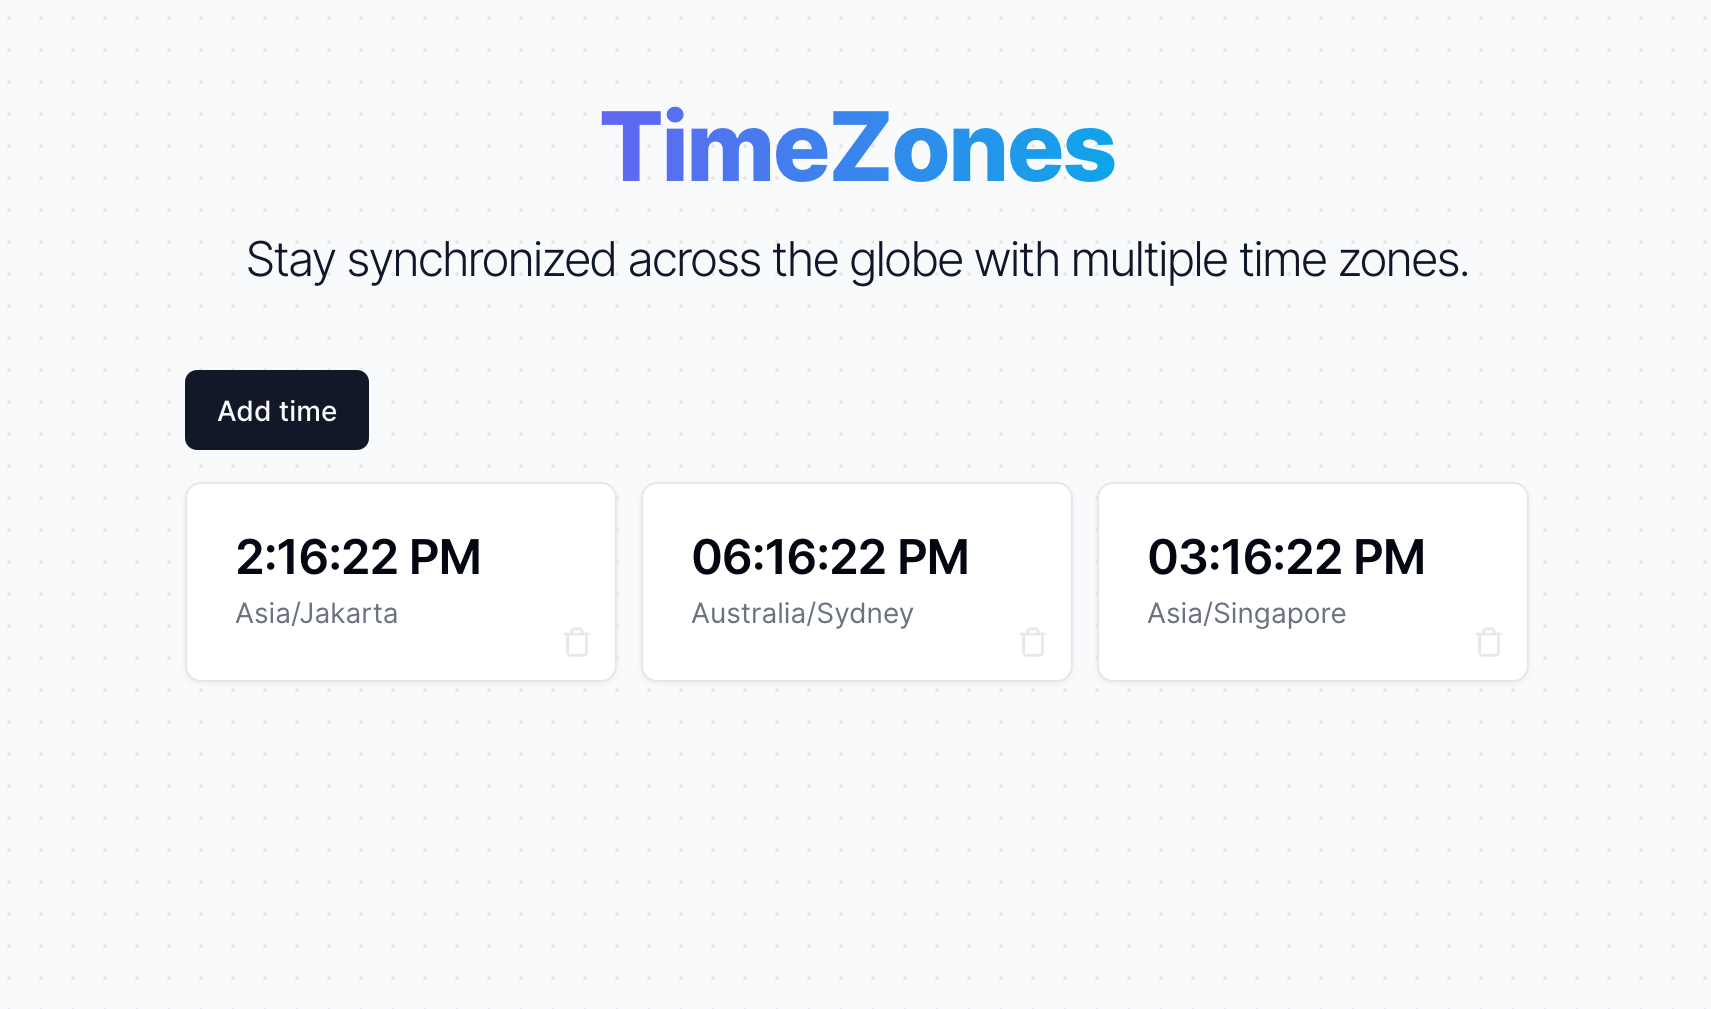 TimeZones
Stay synchronized across the globe with multiple time zones.
Add time
2:16:22 PM
Asia/Jakarta
06:16:22 PM
Australia/Sydney
03:16:22 PM
Asia/Singapore